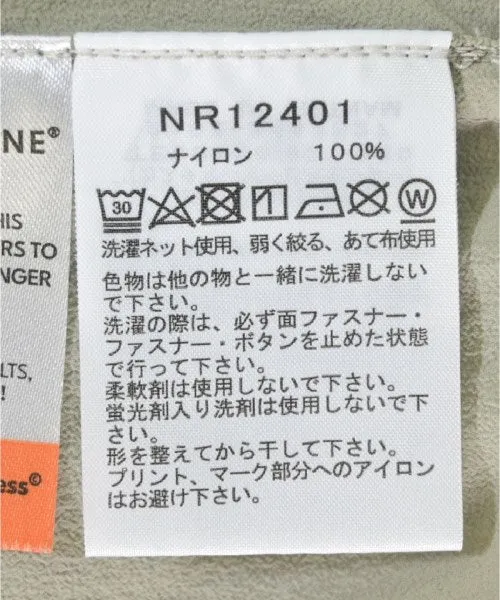 NE®
HIS
RS TO
NGER
LTS,
!
ess©
NR12401
ナイロン 100%
30
W
洗濯ネット使用、弱く絞る、あて布使用
色物は他の物と一緒に洗濯しない
で下さい。
洗濯の際は、必ず面ファスナー・
ファスナー・ボタンを止めた状態
で行って下さい。
柔軟剤は使用しないで下さい。
蛍光剤入り洗剤は使用しないで下
さい。
形を整えてから干して下さい。
プリント、マーク部分へのアイロン
はお避け下さい。